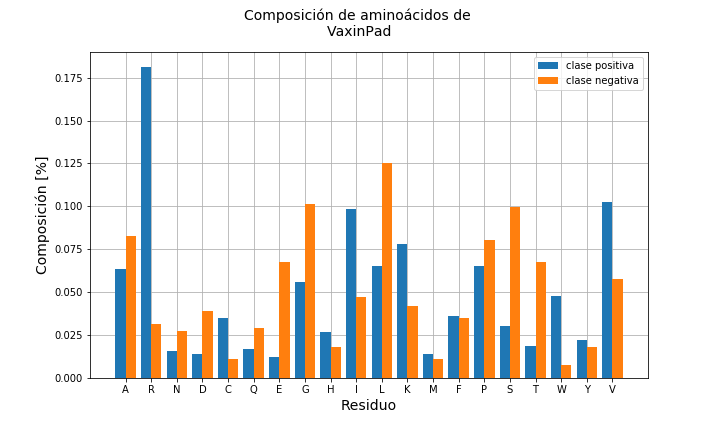 Composición de aminoácidos de
VaxinPad
clase positiva
clase negativa
Composición [%]
0.175
0.150
0.125
0.100
0.075
0.050
0.025
0.000
A R N D C Q E G H I L K M F P S T W Y V
Residuo